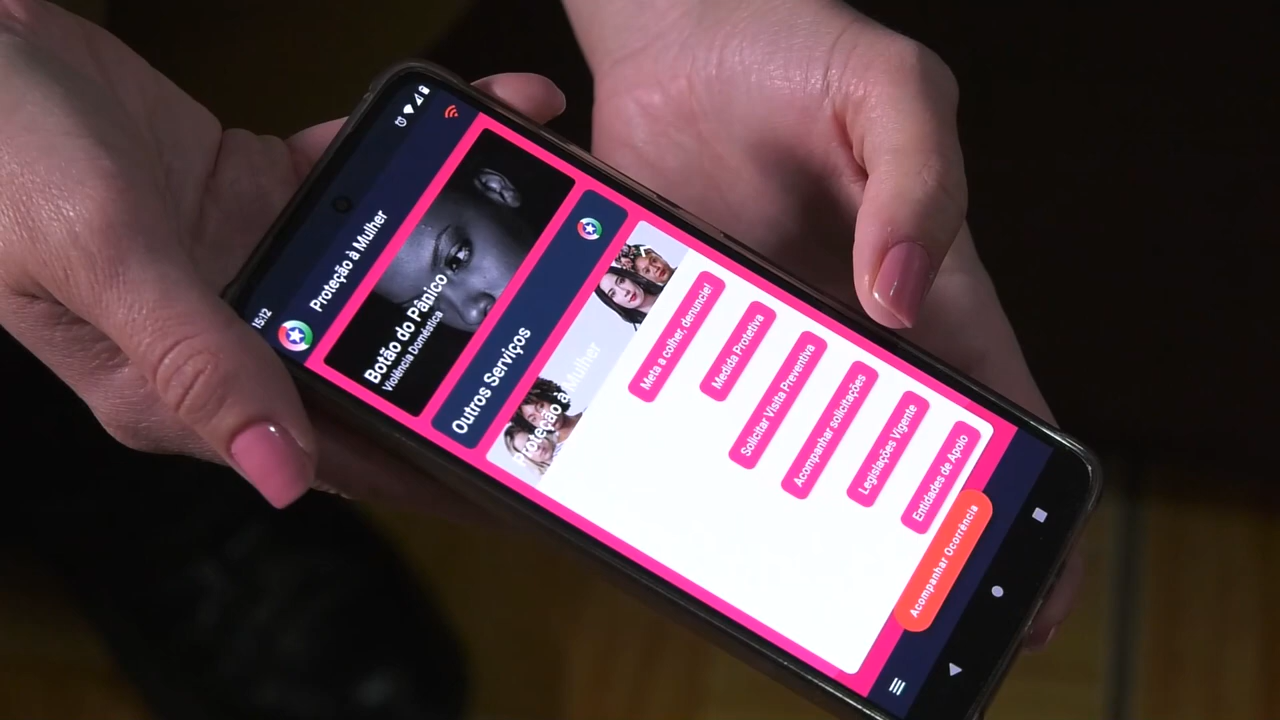 15:12
Proteção à Mulher
Botão do Pânico
Violência Doméstica
Outros Serviços
Proteção à Mulher
Meta a colher, denuncie!
Medida Protetiva
Solicitar Visita Preventiva
Acompanhar solicitações
Legislações Vigente
Entidades de Apoio
Acompanhar Ocorrência